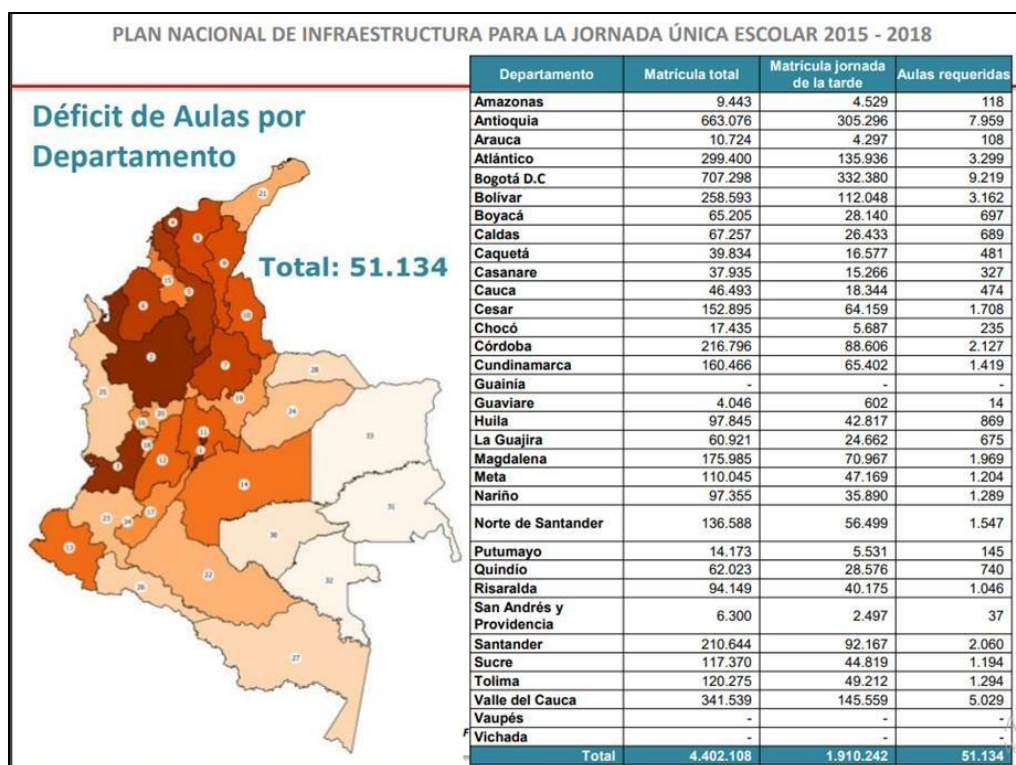 PLAN NACIONAL DE INFRAESTRUCTURA PARA LA JORNADA ÚNICA ESCOLAR 2015 - 2018
Déficit de Aulas por
Departamento
Total: 51.134
Departamento Matrícula total Matrícula jornada de la tarde Aulas requeridas
Amazonas 9.443 4.529 118
Antioquia 663.076 305.296 7.959
Arauca 10.724 4.297 108
Atlántico 299.400 135.936 3.299
Bogotá D.C 707.298 332.380 9.219
Bolívar 258.593 112.048 3.162
Boyacá 65.205 28.140 697
Caldas 67.257 26.433 689
Caquetá 39.834 16.577 481
Casanare 37.935 15.266 327
Cauca 46.493 18.344 474
Cesar 152.895 64.159 1.708
Chocó 17.435 5.687 235
Córdoba 216.796 88.606 2.127
Cundinamarca 160.466 65.402 1.419
Guainía - - -
Guaviare 4.046 602 14
Huila 97.845 42.817 869
La Guajira 60.921 24.662 675
Magdalena 175.985 70.967 1.969
Meta 110.045 47.169 1.204
Nariño 97.355 35.890 1.289
Norte de Santander 136.588 56.499 1.547
Putumayo 14.173 5.531 145
Quindío 62.023 28.576 740
Risaralda 94.149 40.175 1.046
San Andrés y Providencia 6.300 2.497 37
Santander 210.644 92.167 2.060
Sucre 117.370 44.819 1.194
Tolima 120.275 49.212 1.294
Valle del Cauca 341.539 145.559 5.029
Vaupés - - -
Vichada - - -
Total 4.402.108 1.910.242 51.134